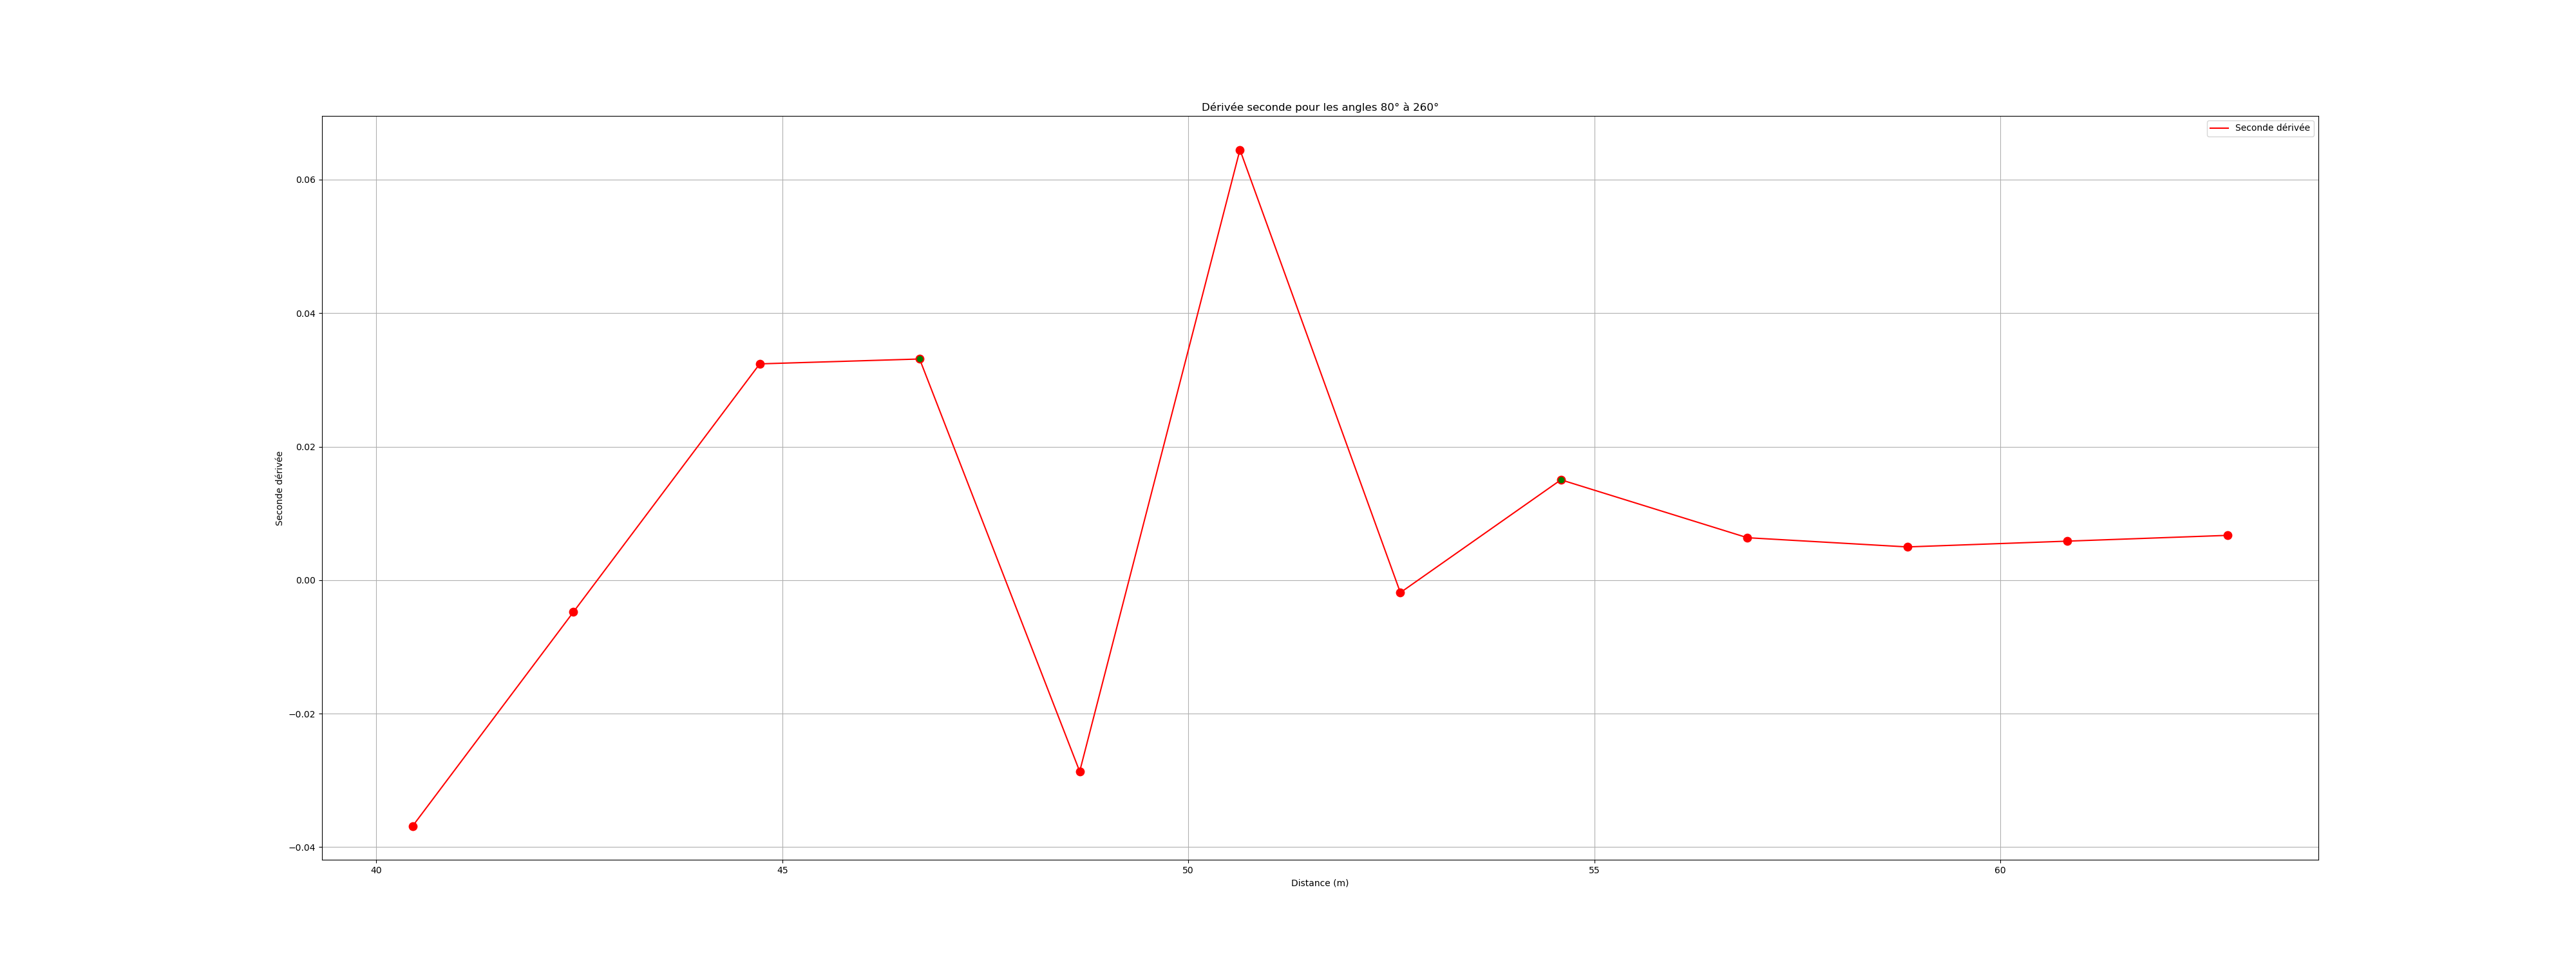 Dérivée seconde pour les angles 80° à 260°
Seconde dérivée
0.06
0.04
0.02
0.00
−0.02
−0.04
Seconde dérivée
40
45
50
55
60
Distance (m)